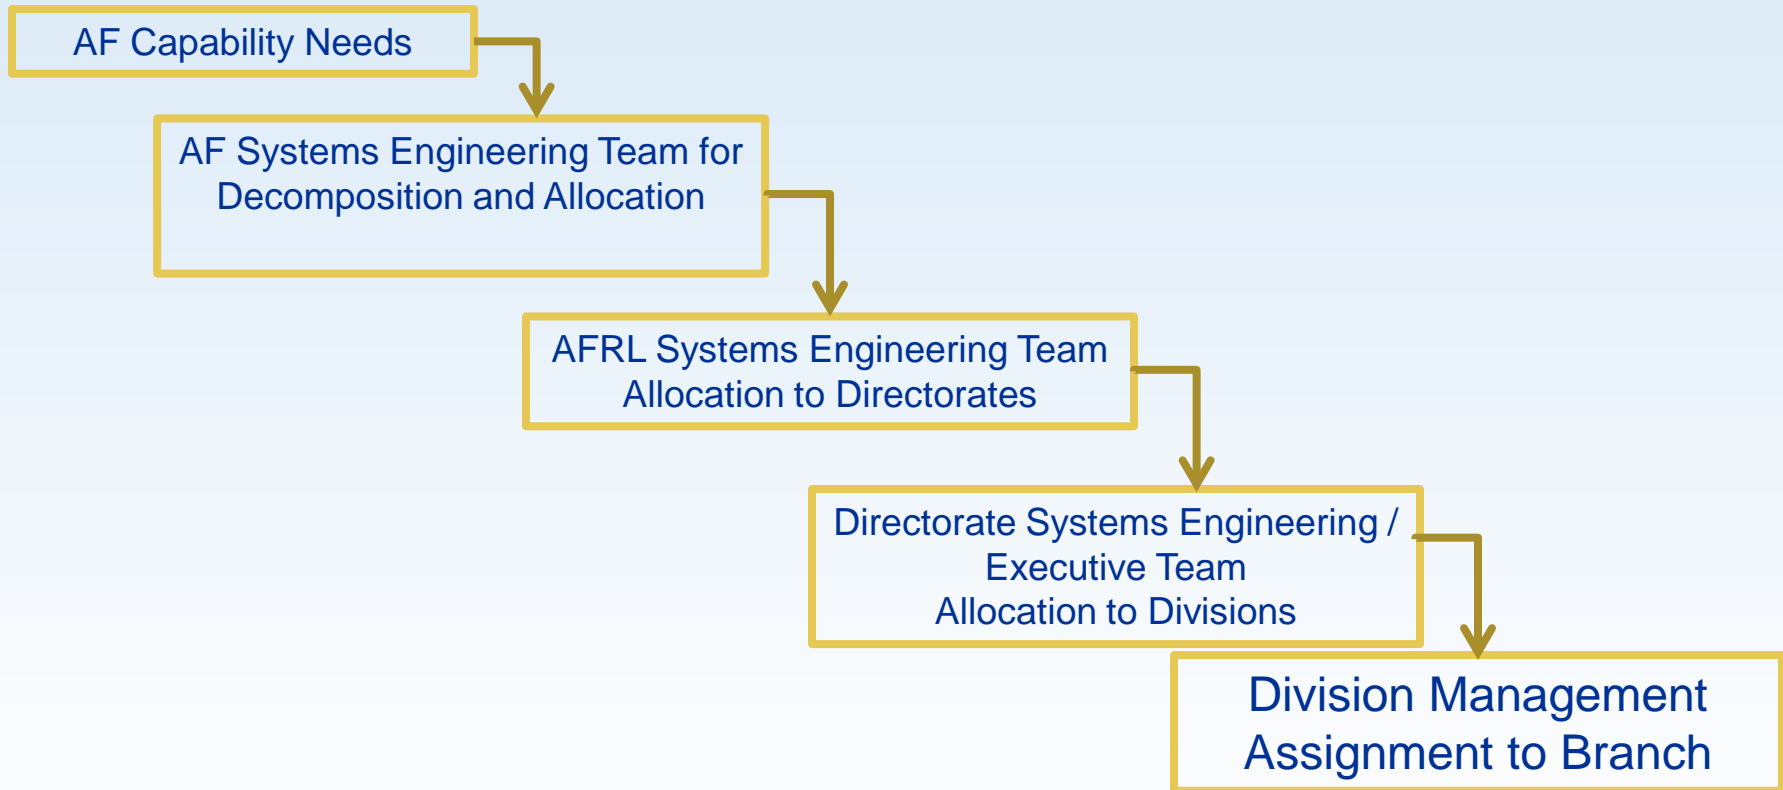 AF Capability Needs
AF Systems Engineering Team for
Decomposition and Allocation
AFRL Systems Engineering Team
Allocation to Directorates
Directorate Systems Engineering /
Executive Team
Allocation to Divisions
Division Management
Assignment to Branch